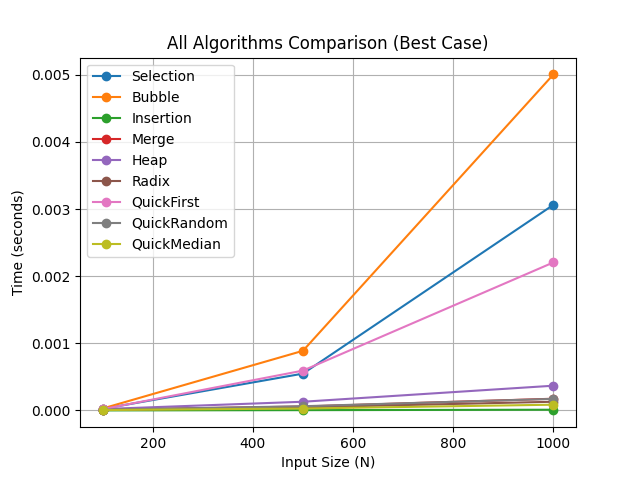 All Algorithms Comparison (Best Case)
Time (seconds)
0.005
0.004
0.003
0.002
0.001
0.000
Selection
Bubble
Insertion
Merge
Heap
Radix
QuickFirst
QuickRandom
QuickMedian
200 400 600 800 1000
Input Size (N)